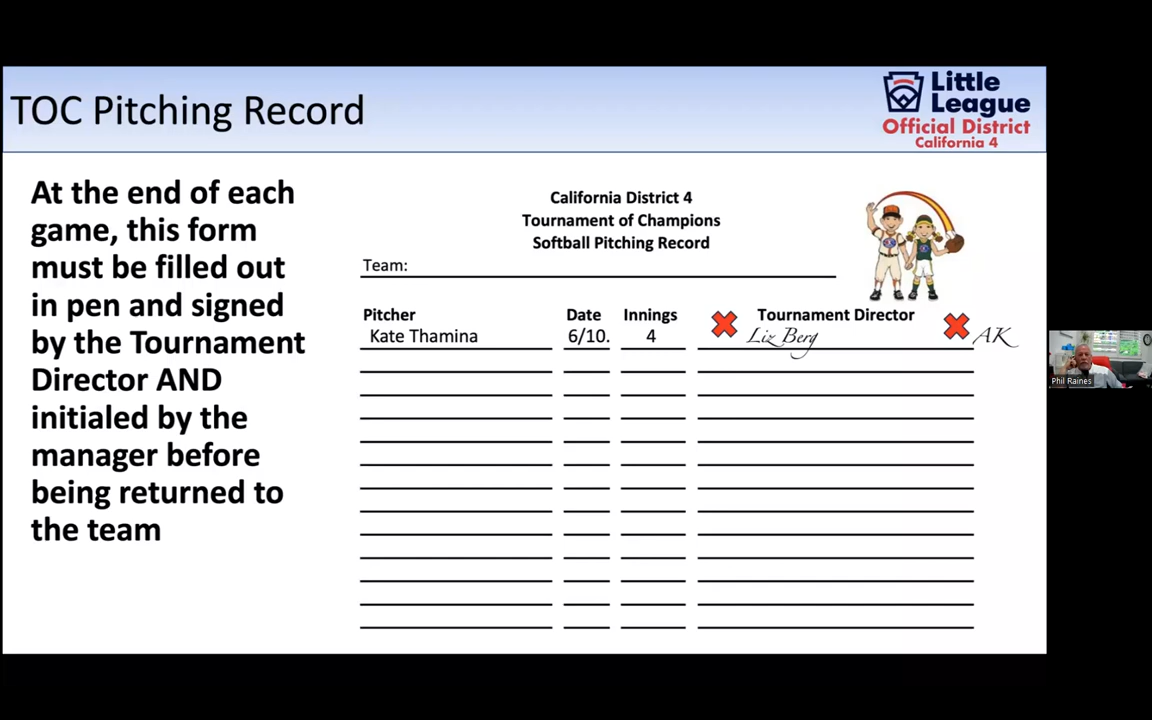 TOC Pitching Record
Little
League
Official District
California 4
At the end of each
game, this form
must be filled out
in pen and signed
by the Tournament
Director AND
initialed by the
manager before
being returned to
the team
California District 4
Tournament of Champions
Softball Pitching Record
Team:
Pitcher Date Innings Tournament Director
Kate Thamina 6/10. 4 Liz Berg AK
Phil Raines